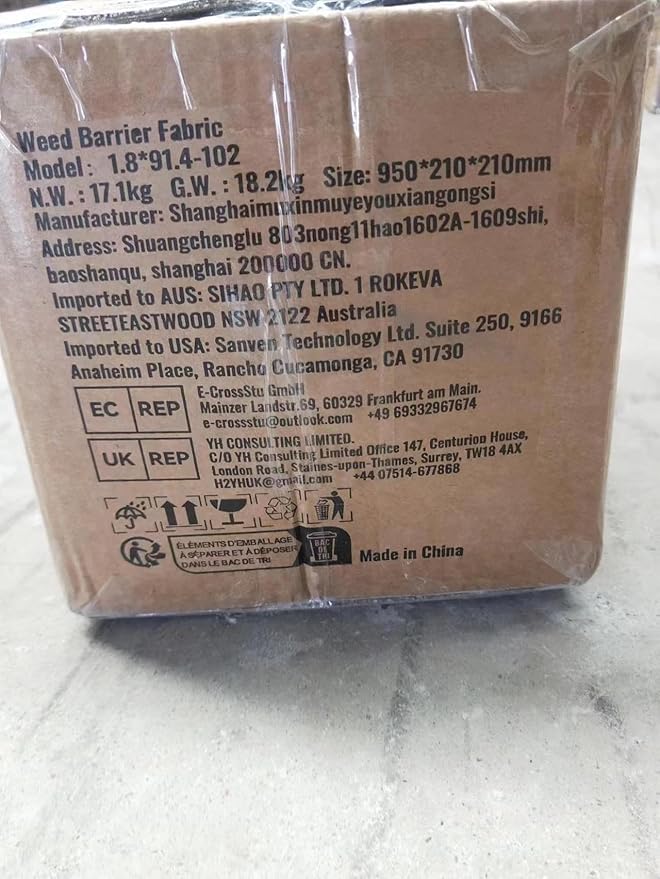 Weed Barrier Fabric
Model: 1.8*91.4-102
N.W.: 17.1kg G.W.: 18.2kg Size: 950*210*210mm
Manufacturer: Shanghaimuxinmuyeyouxiangongsi
Address: Shuangchenglu 803nong11hao1602A-1609shi,
baoshanqu, shanghai 200000 CN.
Imported to AUS: SIHAO PTY LTD. 1 ROKEVA
STREETEASTWOOD NSW 2122 Australia
Imported to USA: Sanven Technology Ltd. Suite 250, 9166
Anaheim Place, Rancho Cucamonga, CA 91730
EC REP
E-CrossStu GmbH
Mainzer Landstr.69, 60329 Frankfurt am Main.
e-crossstu@outlook.com +49 69332967674
UK REP
YH CONSULTING LIMITED.
C/O YH Consulting Limited Office 147, Centurion House,
London Road, Staines-upon-Thames, Surrey, TW18 4AX
H2YHUK@gmail.com +44 07514-677868
ÉLÉMENTS D'EMBALLAGE
À SÉPARER ET À DÉPOSER
DANS LE BAC DE TRI
BAC
DE
TRI
Made in China